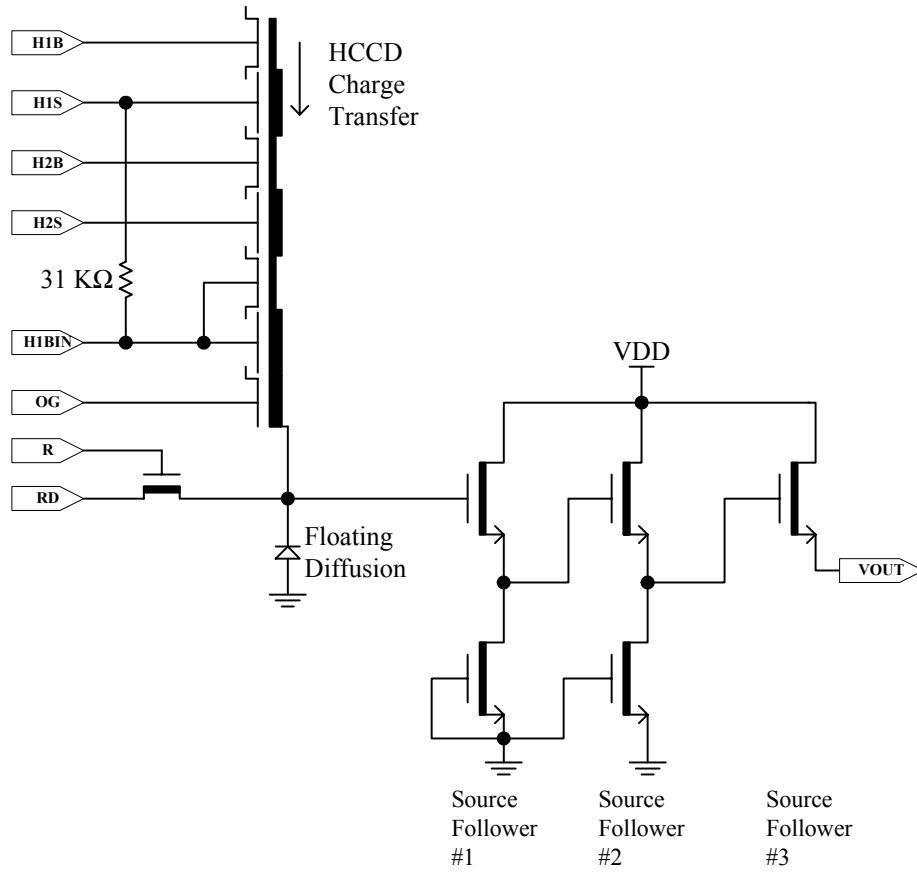 H1B
HCCD
Charge
Transfer
H1S
H2B
H2S
31 KΩ
H1BIN
VDD
OG
R
RD
Floating
Diffusion
VOUT
Source
Follower
#1
Source
Follower
#2
Source
Follower
#3